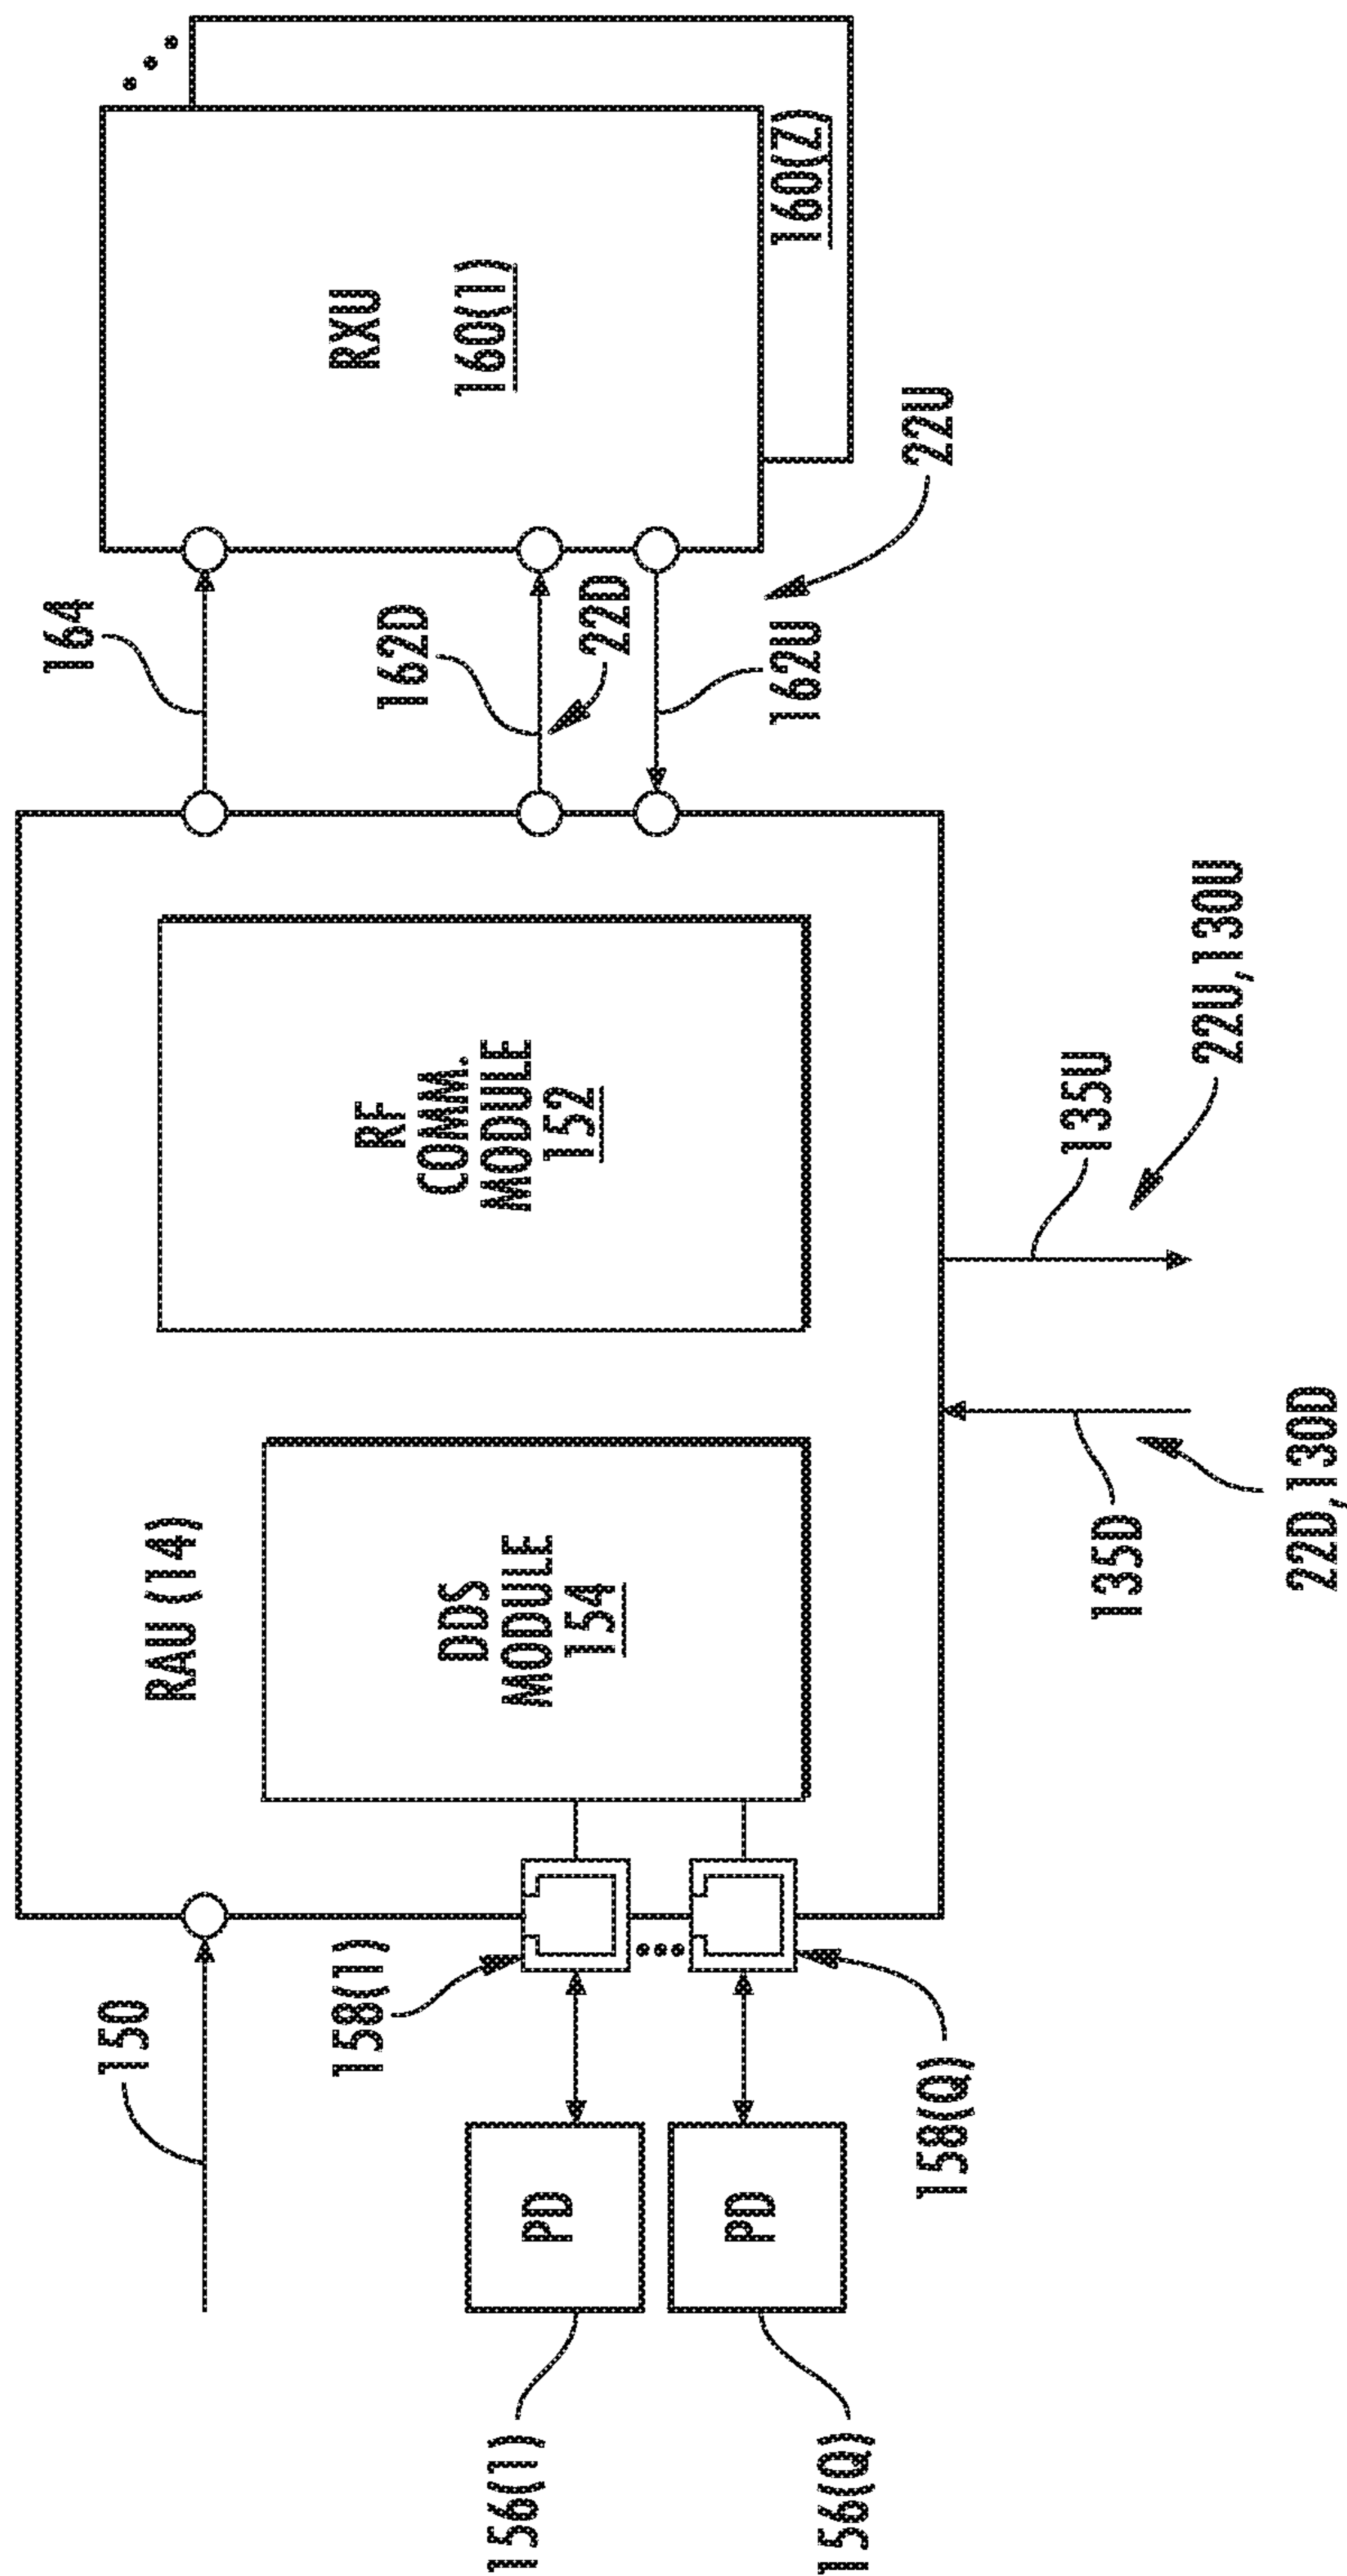 164
162D
22D
162U
22U
RXU
160(1)
160(Z)
150
RAU (14)
RF
COMM.
MODULE
152
DDS
MODULE
154
158(1)
158(Q)
PD
PD
156(1)
156(Q)
135D
22D,130D
135U
22U,130U